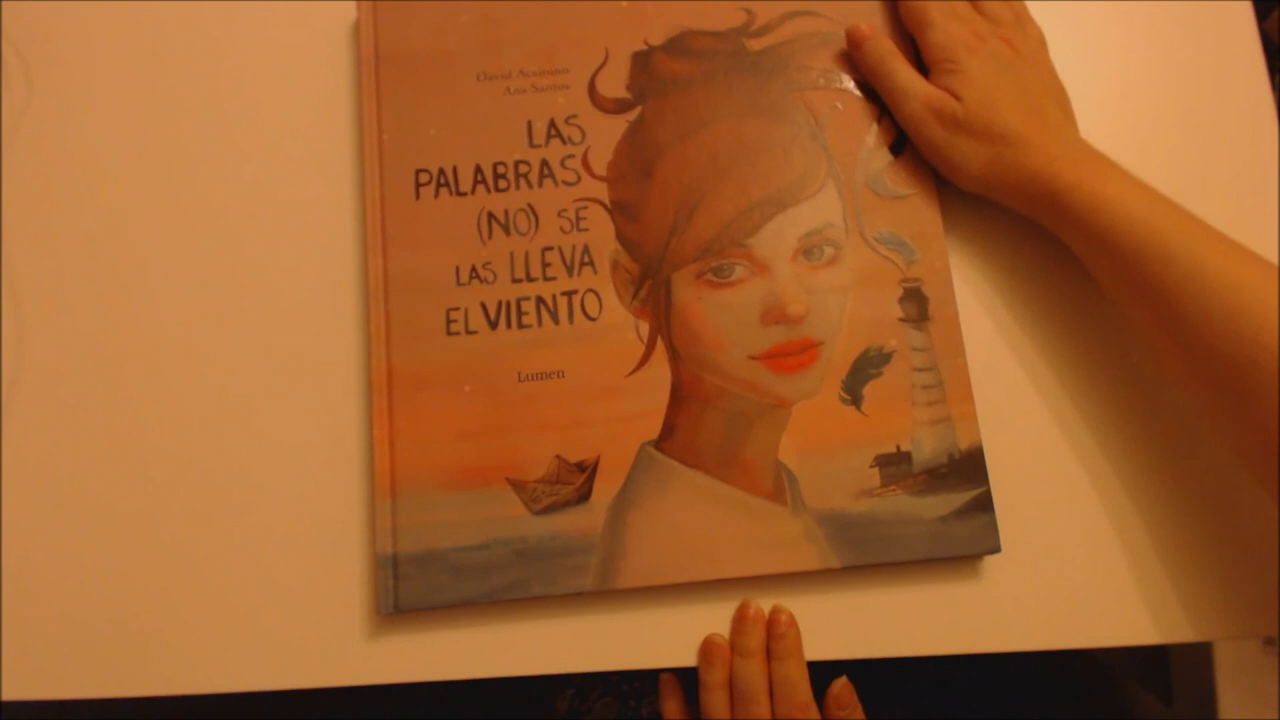 David Aceituno
Ana Santos
LAS
PALABRAS
(NO) SE
LAS LLEVA
EL VIENTO
Lumen